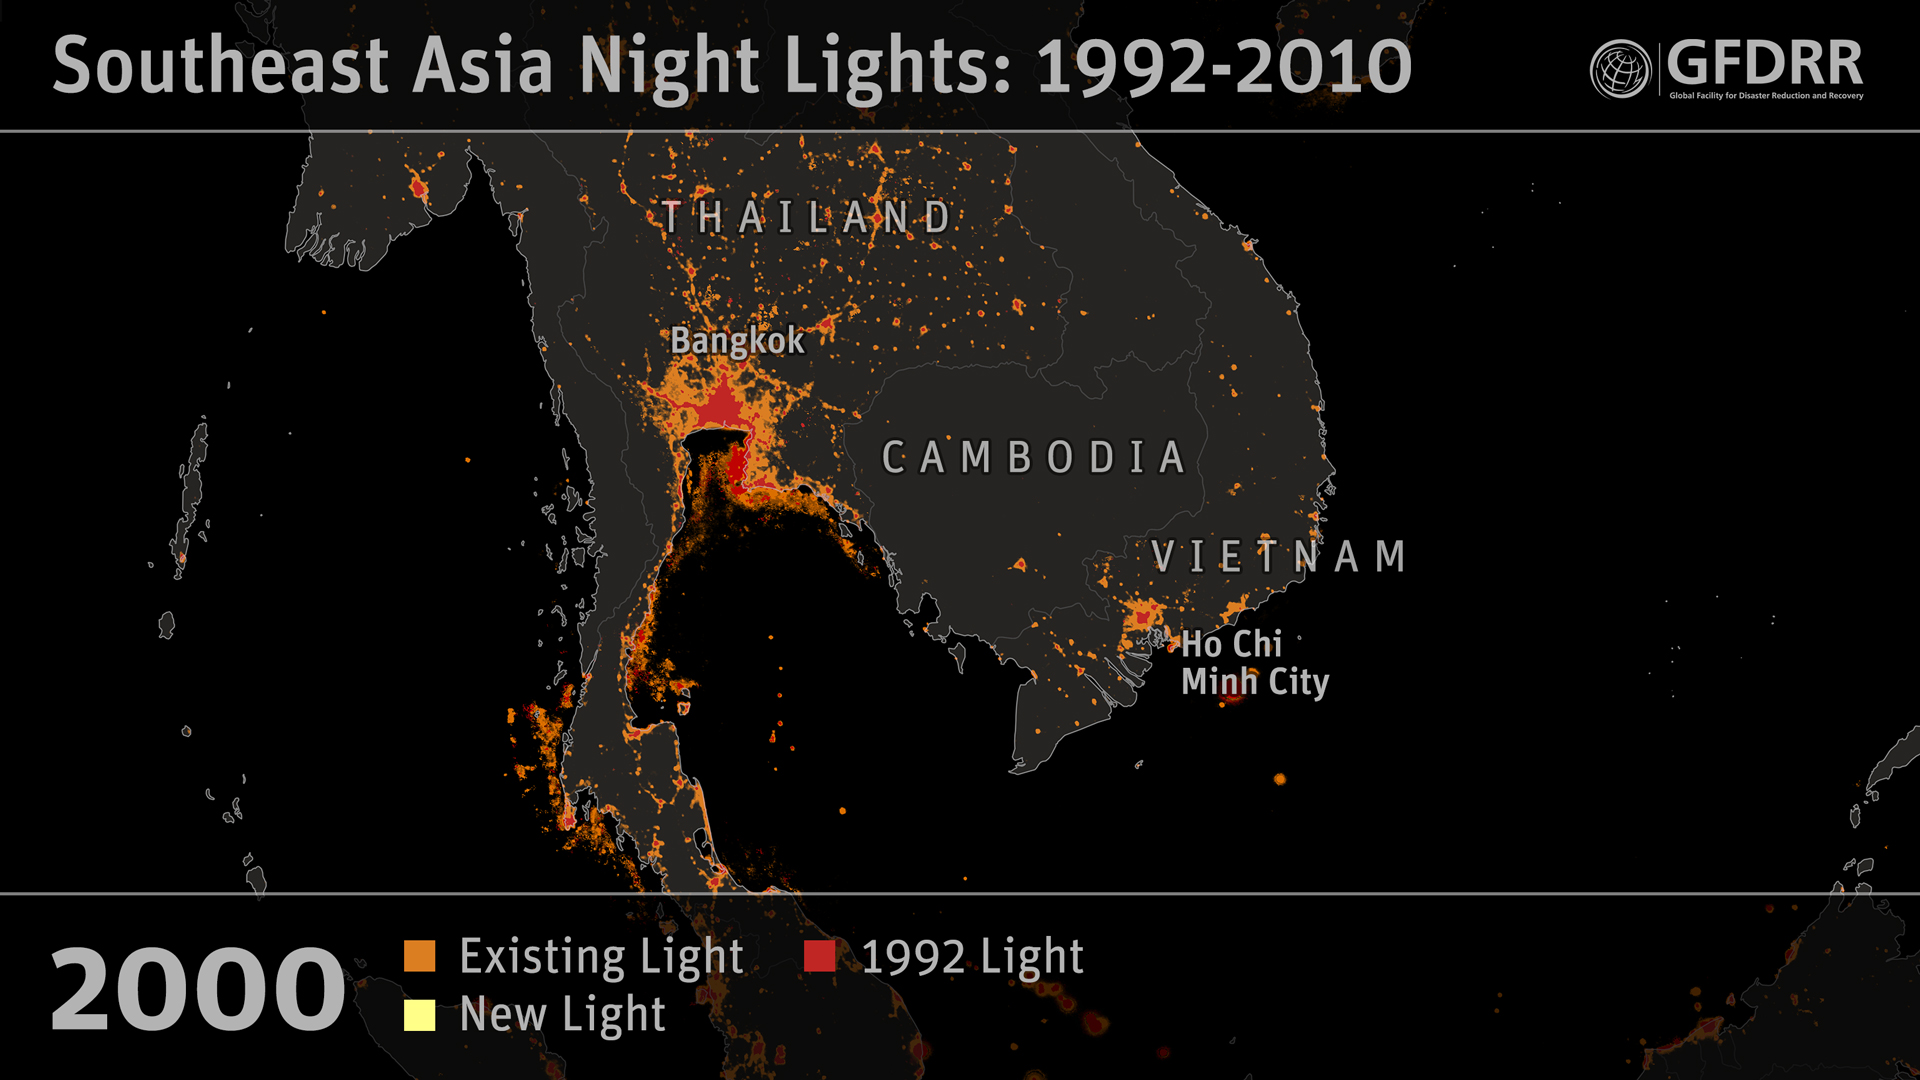 Southeast Asia Night Lights: 1992-2010
GFDRR
Global Facility for Disaster Reduction and Recovery
THAILAND
Bangkok
CAMBODIA
VIETNAM
Ho Chi
Minh City
2000
Existing Light
1992 Light
New Light